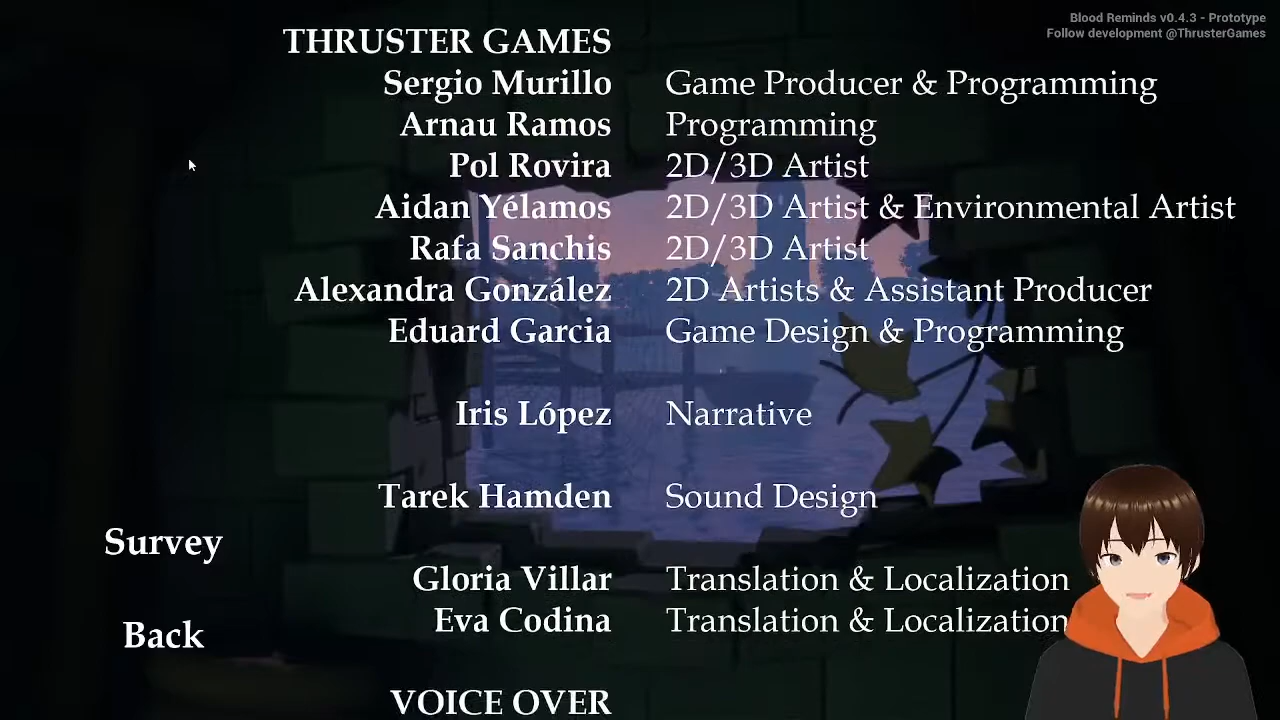 Blood Reminds v0.4.3 - Prototype
Follow development @ThrusterGames
THRUSTER GAMES
Sergio Murillo Game Producer & Programming
Arnau Ramos Programming
Pol Rovira 2D/3D Artist
Aidan Yélamos 2D/3D Artist & Environmental Artist
Rafa Sanchis 2D/3D Artist
Alexandra González 2D Artists & Assistant Producer
Eduard Garcia Game Design & Programming
Iris López Narrative
Tarek Hamden Sound Design
Survey
Gloria Villar Translation & Localization
Eva Codina Translation & Localization
Back
VOICE OVER